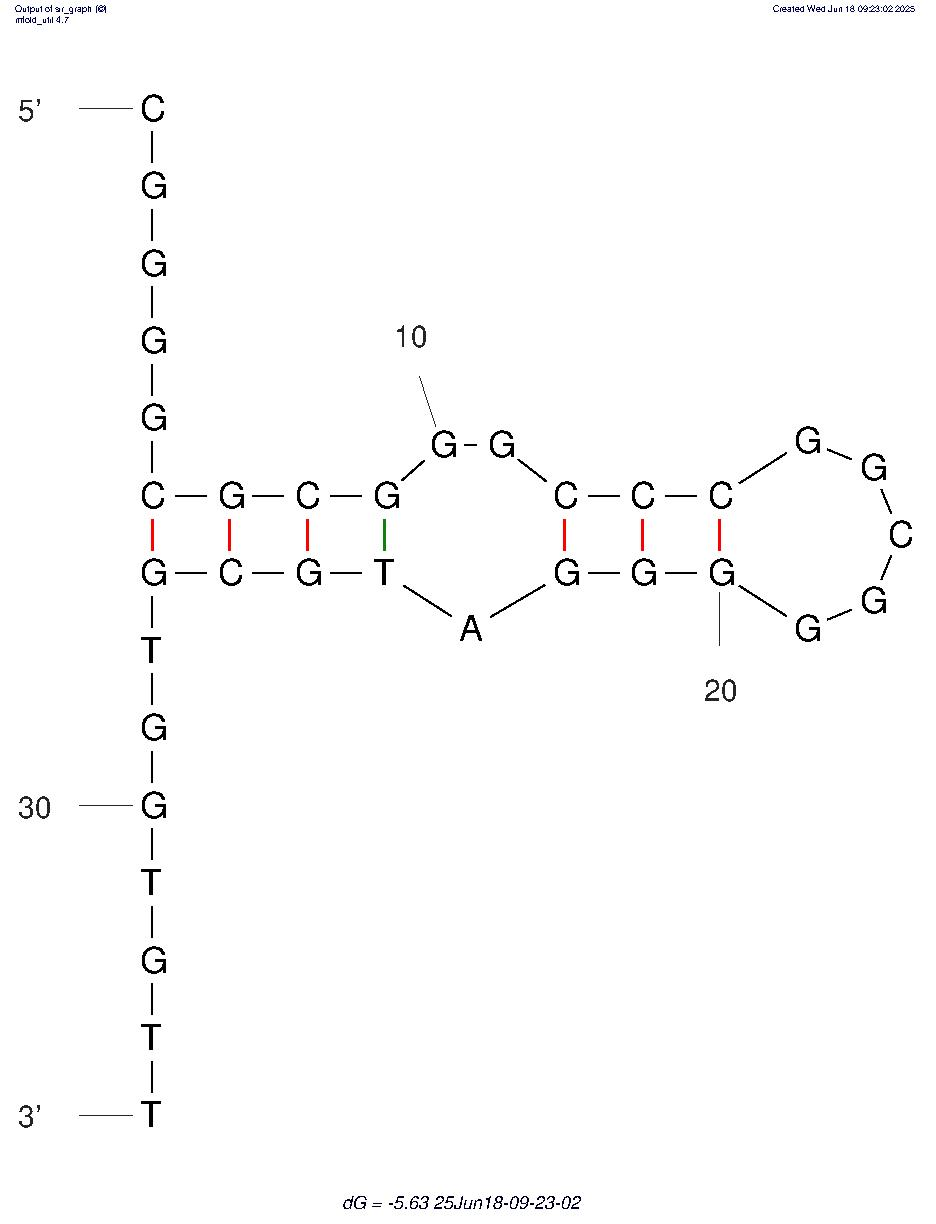 Output of sir_graph (©)
mfold_util 4.7
Created Wed Jun 18 09:23:02 2025
5' C
G
G
G
G
10
G G
C G C G C C C G G
C
G C G T A G G G G G
20
T
G
30 G
T
G
T
3' T
dG = -5.63 25Jun18-09-23-02